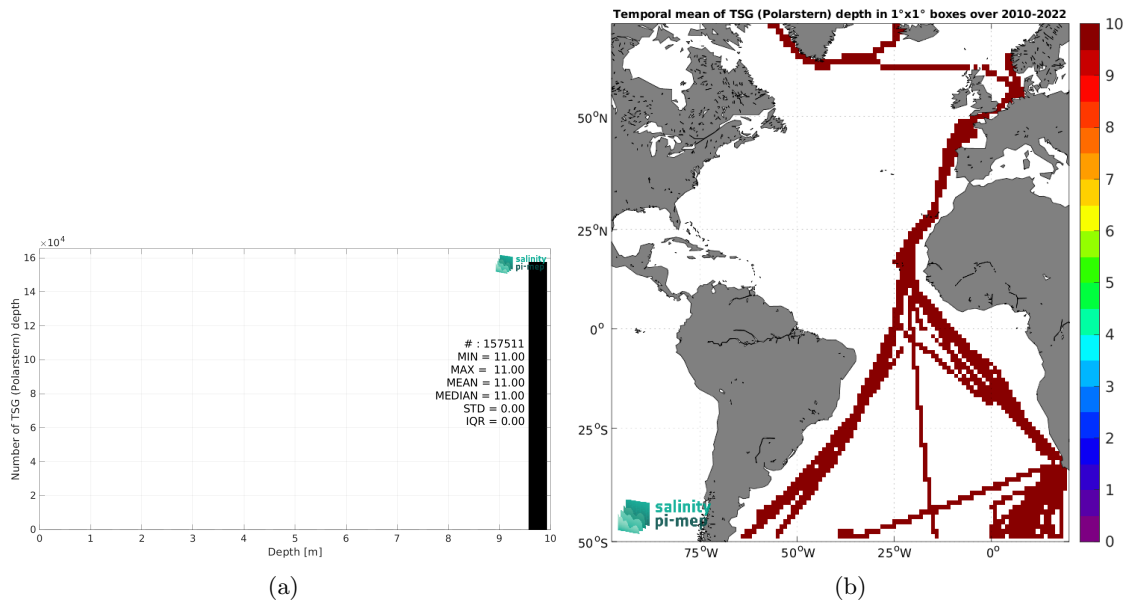 ×10⁴
16
14
12
10
8
6
4
2
0
Number of TSG (Polarstern) depth
salinity
pi-mep
# : 157511
MIN = 11.00
MAX = 11.00
MEAN = 11.00
MEDIAN = 11.00
STD = 0.00
IQR = 0.00
0 1 2 3 4 5 6 7 8 9 10
Depth [m]
(a)
Temporal mean of TSG (Polarstern) depth in 1°x1° boxes over 2010-2022
50°N
25°N
0°
25°S
50°S
75°W 50°W 25°W 0°
salinity
pi-mep
10
9
8
7
6
5
4
3
2
1
0
(b)